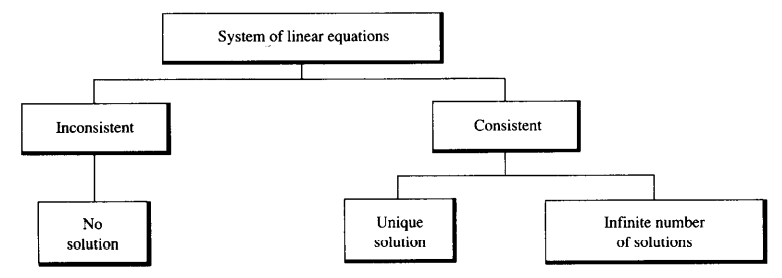 System of linear equations
Inconsistent
Consistent
No
solution
Unique
solution
Infinite number
of solutions